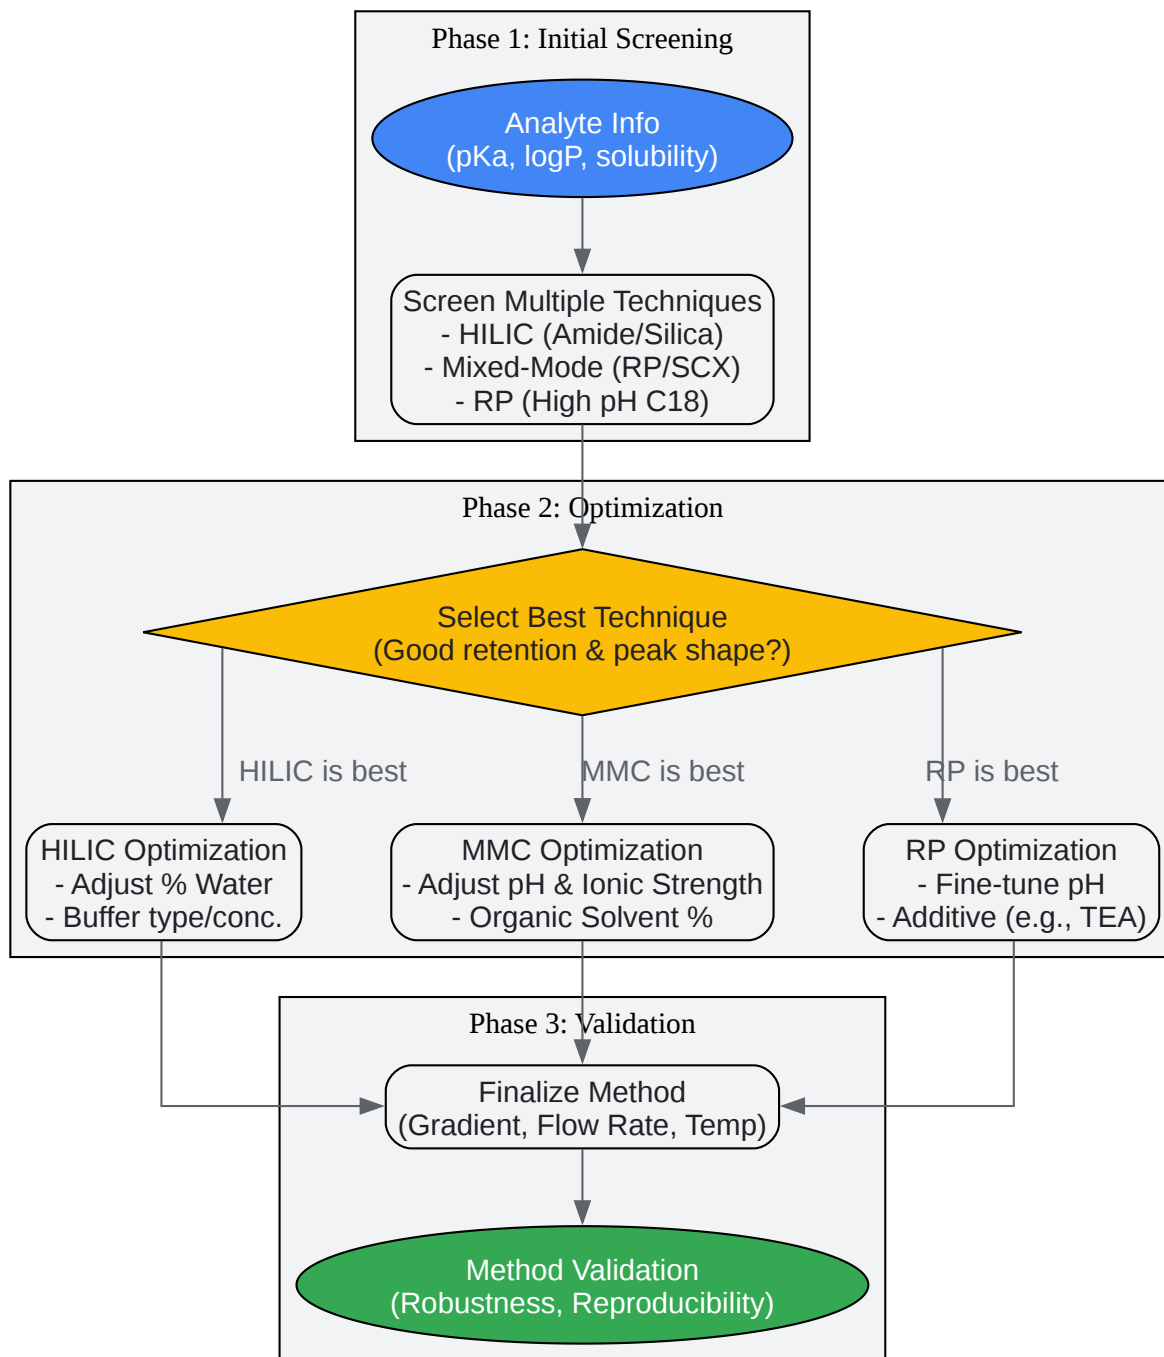 Phase 1: Initial Screening
Analyte Info
(pKa, logP, solubility)
Screen Multiple Techniques
- HILIC (Amide/Silica)
- Mixed-Mode (RP/SCX)
- RP (High pH C18)
Phase 2: Optimization
Select Best Technique
(Good retention & peak shape?)
HILIC is best
MMC is best
RP is best
HILIC Optimization
- Adjust % Water
- Buffer type/conc.
MMC Optimization
- Adjust pH & Ionic Strength
- Organic Solvent %
RP Optimization
- Fine-tune pH
- Additive (e.g., TEA)
Phase 3: Validation
Finalize Method
(Gradient, Flow Rate, Temp)
Method Validation
(Robustness, Reproducibility)